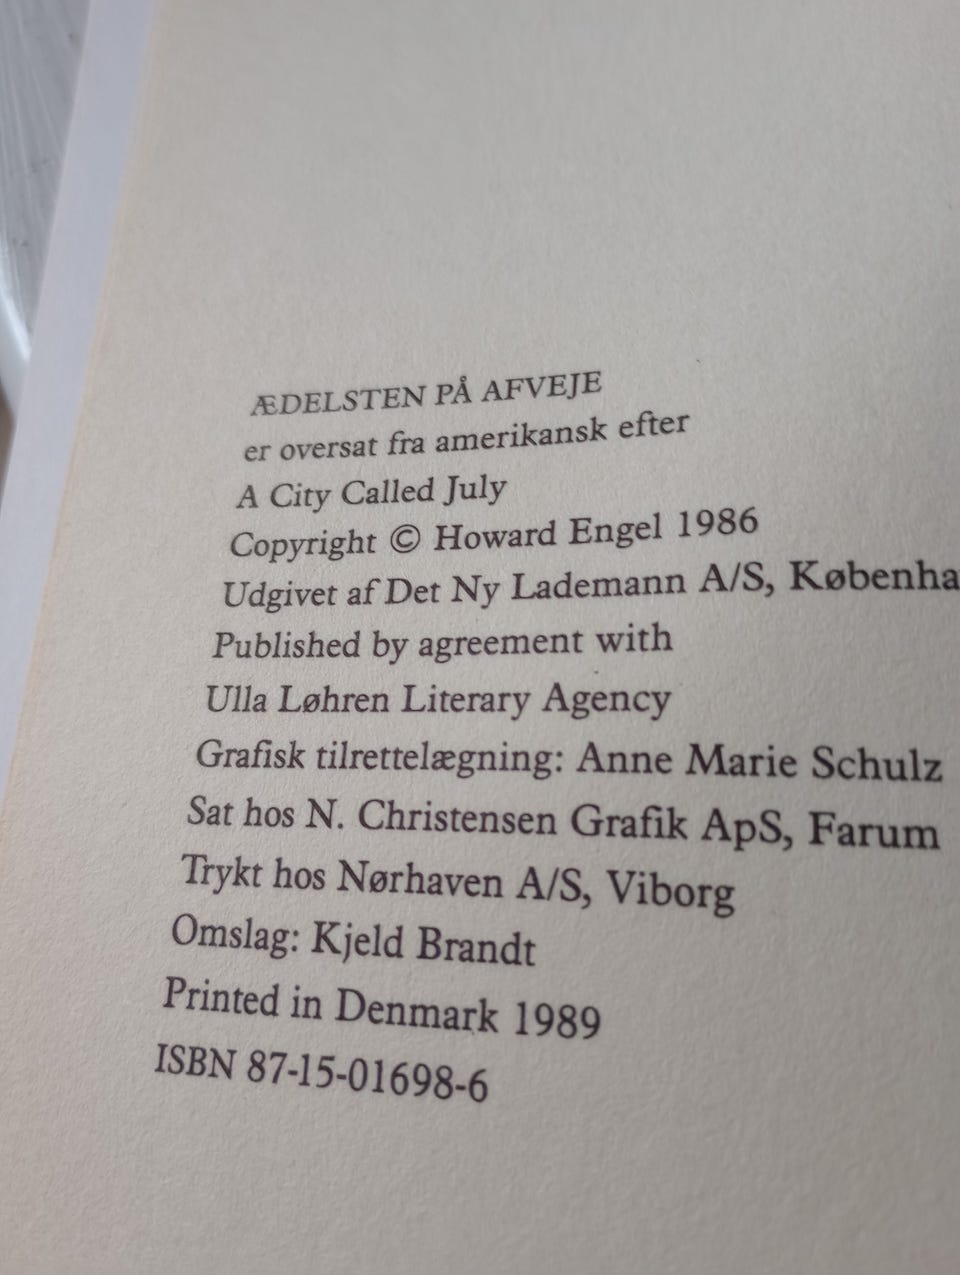 ÆDELSTEN PÅ AFVEJE
er oversat fra amerikansk efter
A City Called July
Copyright © Howard Engel 1986
Udgivet af Det Ny Lademann A/S, Københa
Published by agreement with
Ulla Løhren Literary Agency
Grafisk tilrettelægning: Anne Marie Schulz
Sat hos N. Christensen Grafik ApS, Farum
Trykt hos Nørhaven A/S, Viborg
Omslag: Kjeld Brandt
Printed in Denmark 1989
ISBN 87-15-01698-6